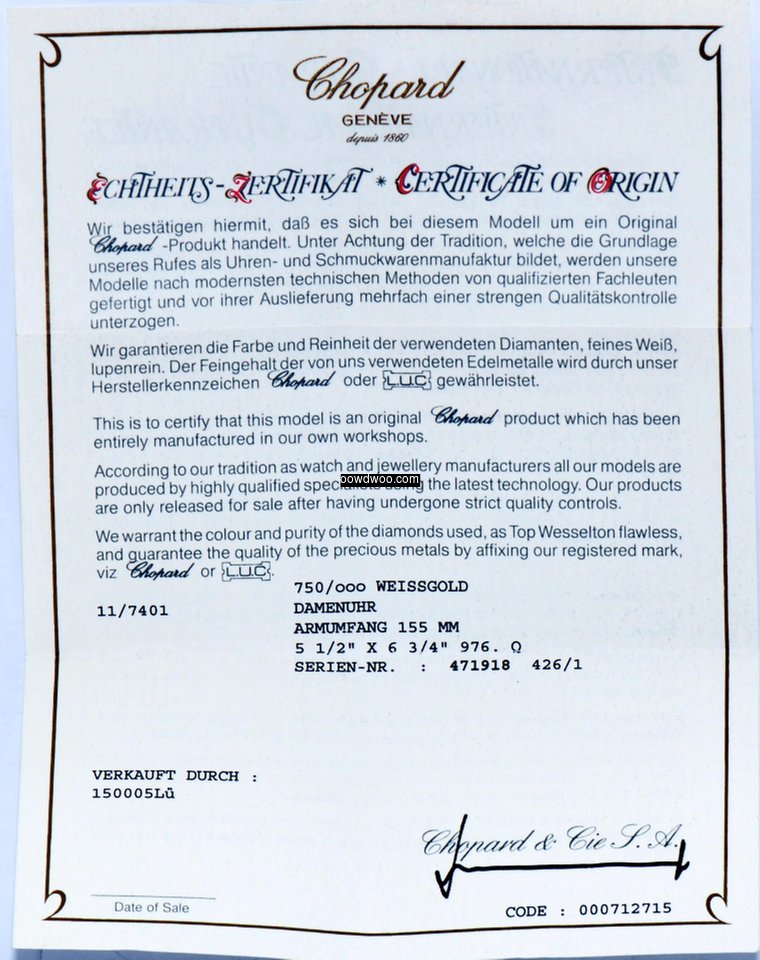 Chopard
GENÈVE
depuis 1860
ECHTHEITS-ZERTIFIKAT * CERTIFICATE OF ORIGIN
Wir bestätigen hiermit, daß es sich bei diesem Modell um ein Original
Chopard -Produkt handelt. Unter Achtung der Tradition, welche die Grundlage
unseres Rufes als Uhren- und Schmuckwarenmanufaktur bildet, werden unsere
Modelle nach modernsten technischen Methoden von qualifizierten Fachleuten
gefertigt und vor ihrer Auslieferung mehrfach einer strengen Qualitätskontrolle
unterzogen.
Wir garantieren die Farbe und Reinheit der verwendeten Diamanten, feines Weiß,
lupenrein. Der Feingehalt der von uns verwendeten Edelmetalle wird durch unser
Herstellerkennzeichen Chopard oder L.U.C gewährleistet.
This is to certify that this model is an original Chopard product which has been
entirely manufactured in our own workshops.
According to our tradition as watch and jewellery manufacturers all our models are
oowdwoo.com
produced by highly qualified specialists using the latest technology. Our products
are only released for sale after having undergone strict quality controls.
We warrant the colour and purity of the diamonds used, as Top Wesselton flawless,
and guarantee the quality of the precious metals by affixing our registered mark,
viz Chopard or L.U.C.
750/ooo WEISSGOLD
11/7401 DAMENUHR
ARMUMFANG 155 MM
5 1/2" X 6 3/4" 976. Q
SERIEN-NR. : 471918 426/1
VERKAUFT DURCH :
150005Lü
Chopard & Cie S.A.
Date of Sale
CODE : 000712715